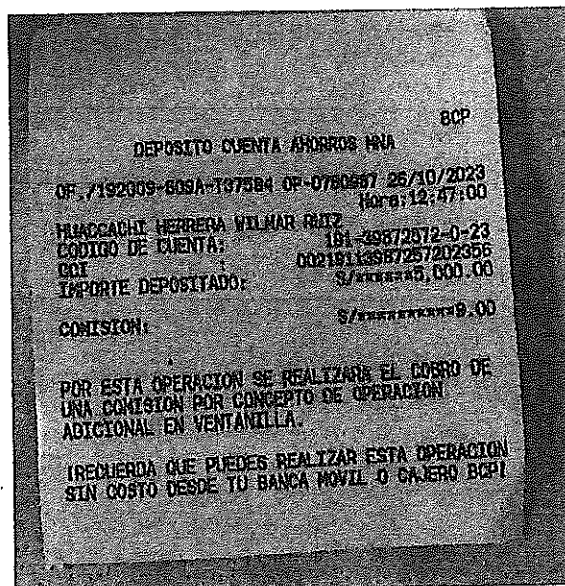 BCP
DEPOSITO CUENTA AHORROS MNA
OF./192009-609A-T37584 OP-0780987 26/10/2023
Hora:12:47:00
HUACCACHI HERRERA WILMAR RUIZ
CODIGO DE CUENTA: 191-39872572-0-23
CCI 00219113987257202356
IMPORTE DEPOSITADO: S/*******5,000.00
COMISION: S/**********9.00
POR ESTA OPERACION SE REALIZARA EL COBRO DE
UNA COMISION POR CONCEPTO DE OPERACION
ADICIONAL EN VENTANILLA.
!RECUERDA QUE PUEDES REALIZAR ESTA OPERACION
SIN COSTO DESDE TU BANCA MOVIL O CAJERO BCP!